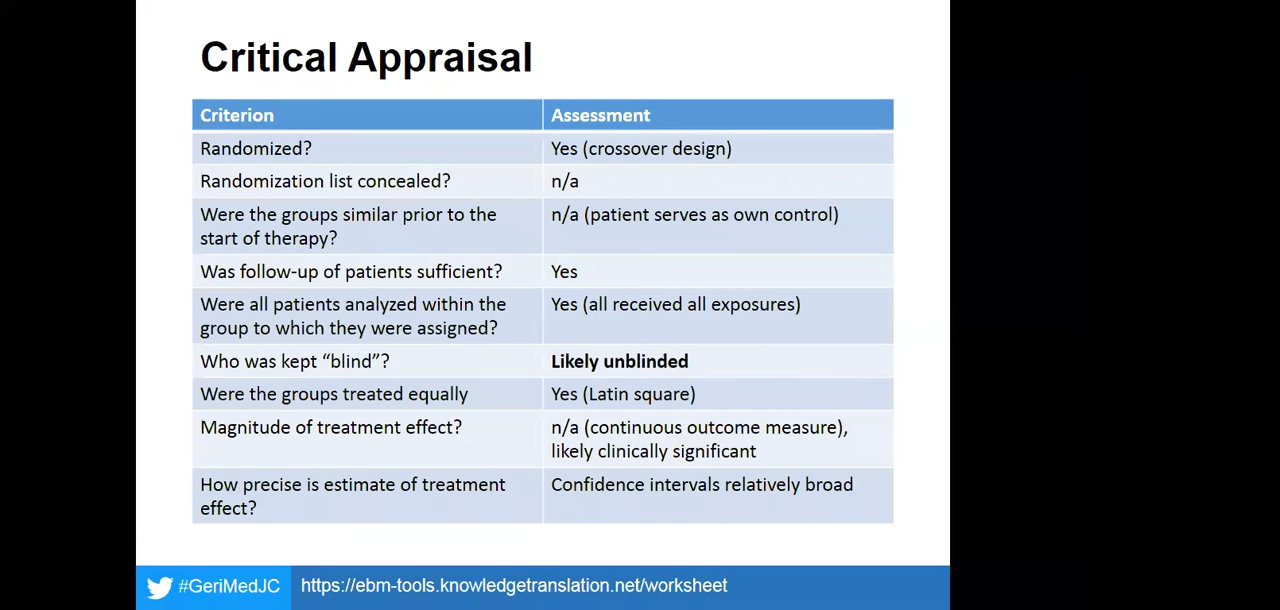 Critical Appraisal
Criterion Assessment
Randomized? Yes (crossover design)
Randomization list concealed? n/a
Were the groups similar prior to the n/a (patient serves as own control)
start of therapy?
Was follow-up of patients sufficient? Yes
Were all patients analyzed within the Yes (all received all exposures)
group to which they were assigned?
Who was kept “blind”? Likely unblinded
Were the groups treated equally Yes (Latin square)
Magnitude of treatment effect? n/a (continuous outcome measure),
likely clinically significant
How precise is estimate of treatment Confidence intervals relatively broad
effect?
#GeriMedJC https://ebm-tools.knowledgetranslation.net/worksheet